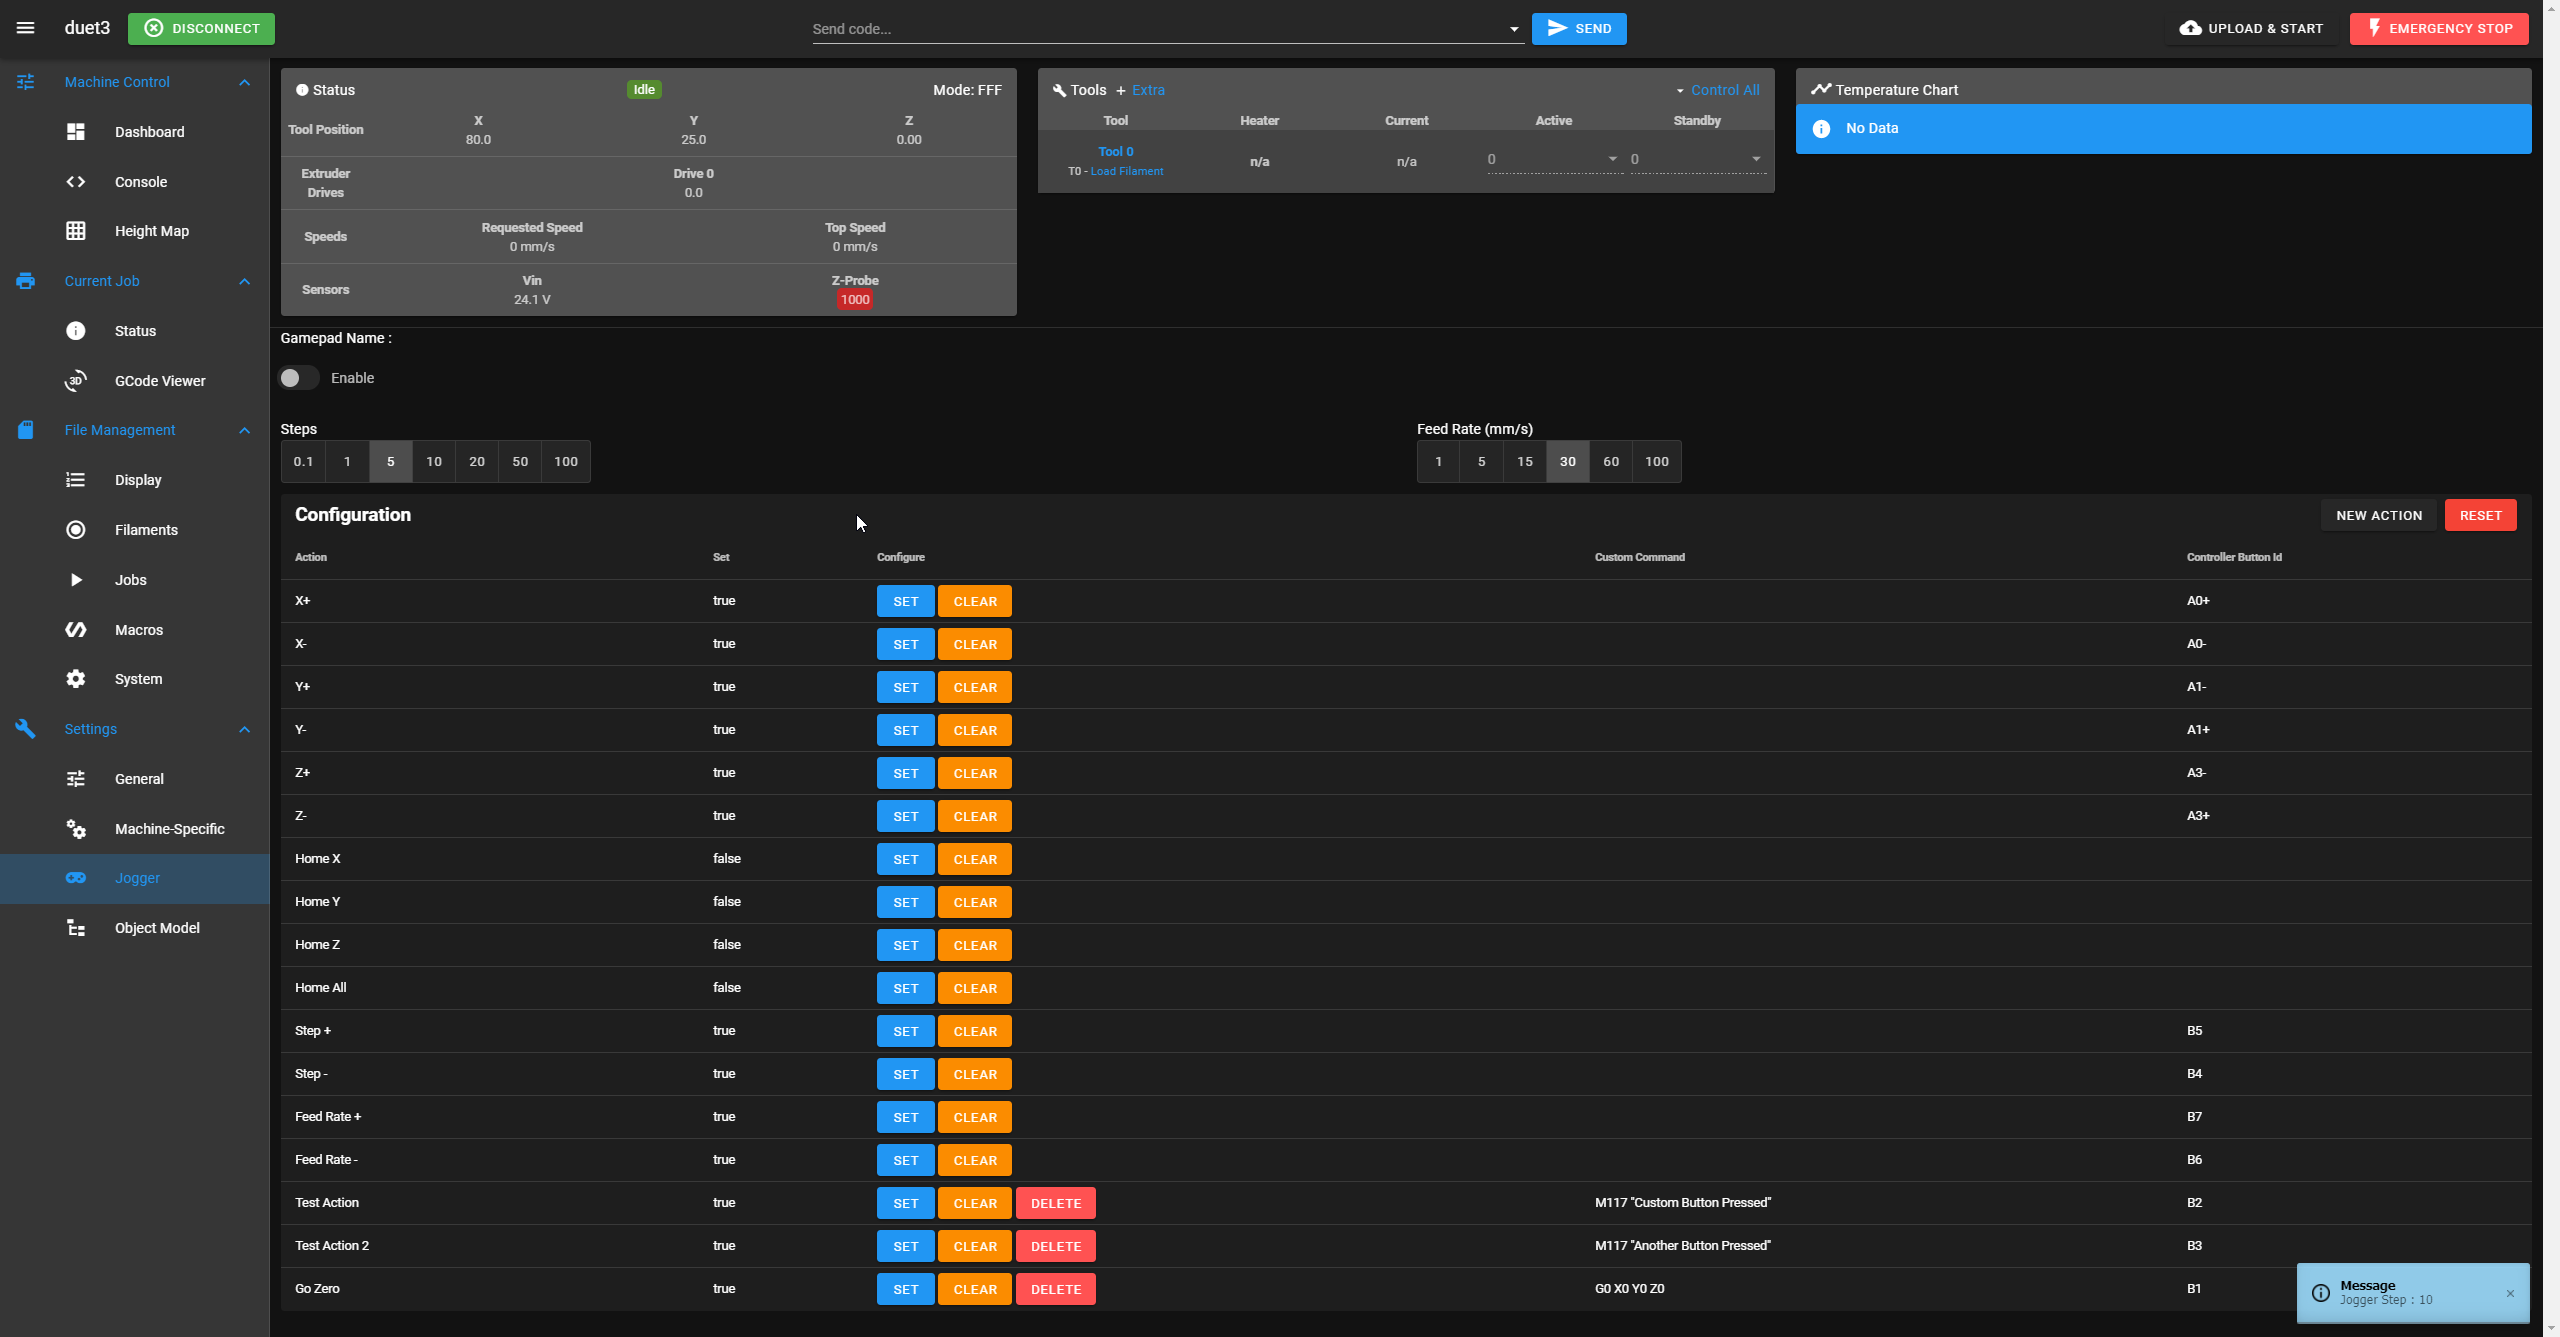 duet3 DISCONNECT Send code... SEND UPLOAD & START EMERGENCY STOP
Machine Control
Dashboard
Console
Height Map
Current Job
Status
3D GCode Viewer
File Management
Display
Filaments
Jobs
Macros
System
Settings
General
Machine-Specific
Jogger
Object Model
Status Idle Mode: FFF
Tool Position X Y Z
80.0 25.0 0.00
Extruder Drives Drive 0
0.0
Speeds Requested Speed Top Speed
0 mm/s 0 mm/s
Sensors Vin Z-Probe
24.1 V 1000
Tools + Extra Control All
Tool Heater Current Active Standby
Tool 0 n/a n/a 0 0
T0 - Load Filament
Temperature Chart
No Data
Gamepad Name :
Enable
Steps Feed Rate (mm/s)
0.1 1 5 10 20 50 100 1 5 15 30 60 100
Configuration NEW ACTION RESET
Action Set Configure Custom Command Controller Button Id
X+ true SET CLEAR A0+
X- true SET CLEAR A0-
Y+ true SET CLEAR A1-
Y- true SET CLEAR A1+
Z+ true SET CLEAR A3-
Z- true SET CLEAR A3+
Home X false SET CLEAR
Home Y false SET CLEAR
Home Z false SET CLEAR
Home All false SET CLEAR
Step + true SET CLEAR B5
Step - true SET CLEAR B4
Feed Rate + true SET CLEAR B7
Feed Rate - true SET CLEAR B6
Test Action true SET CLEAR DELETE M117 "Custom Button Pressed" B2
Test Action 2 true SET CLEAR DELETE M117 "Another Button Pressed" B3
Go Zero true SET CLEAR DELETE G0 X0 Y0 Z0 B1
Message
Jogger Step : 10 ×